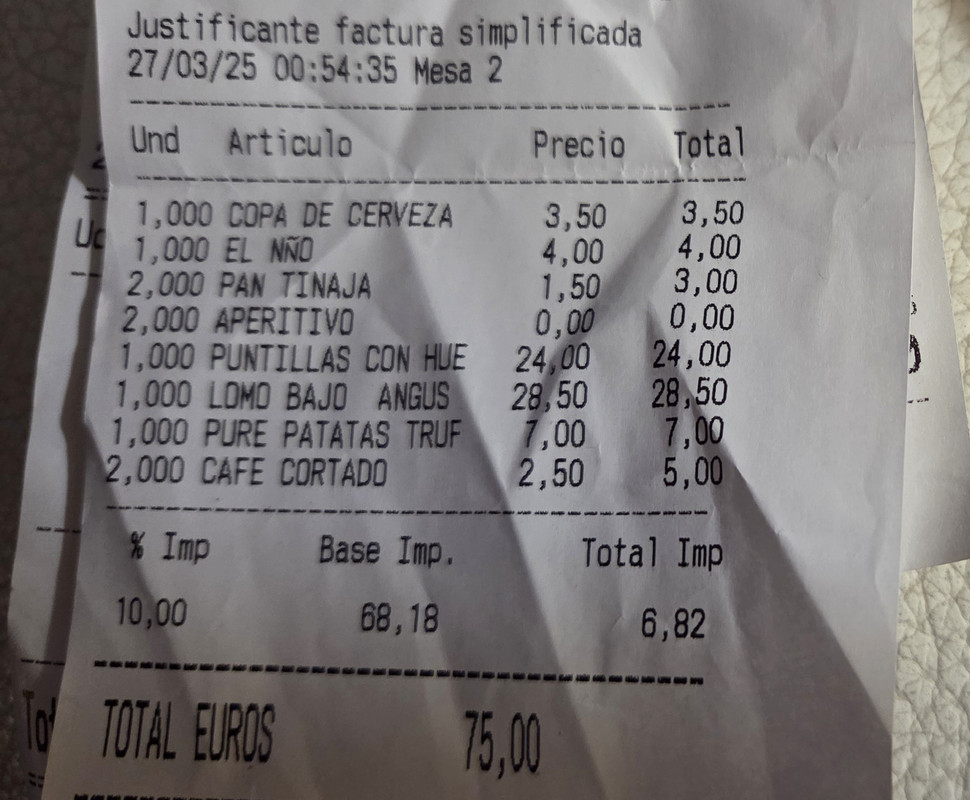 Justificante factura simplificada
27/03/25 00:54:35 Mesa 2
Und Articulo Precio Total
1,000 COPA DE CERVEZA 3,50 3,50
1,000 EL NÑO 4,00 4,00
2,000 PAN TINAJA 1,50 3,00
2,000 APERITIVO 0,00 0,00
1,000 PUNTILLAS CON HUE 24,00 24,00
1,000 LOMO BAJO ANGUS 28,50 28,50
1,000 PURE PATATAS TRUF 7,00 7,00
2,000 CAFE CORTADO 2,50 5,00
% Imp Base Imp. Total Imp
10,00 68,18 6,82
TOTAL EUROS 75,00